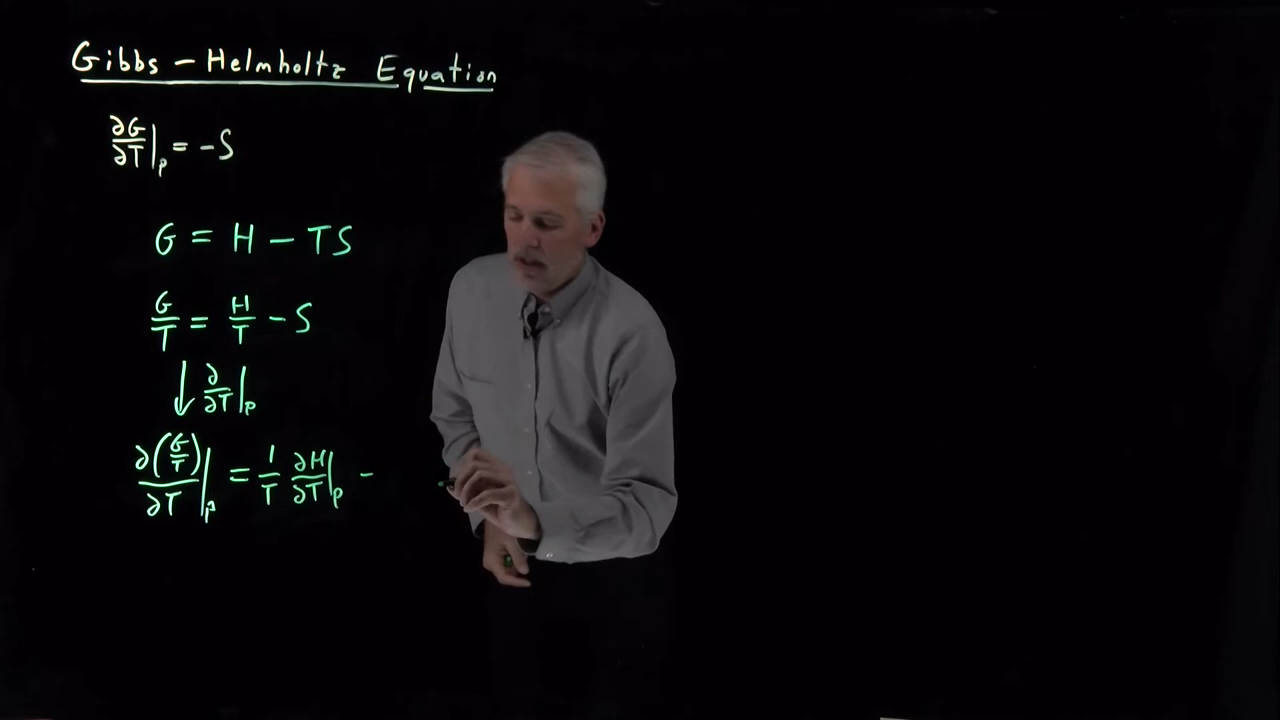 Gibbs – Helmholtz Equation
∂G/∂T|p = -S
G = H - TS
G/T = H/T - S
↓ ∂/∂T|p
∂(G/T)/∂T|p = 1/T ∂H/∂T|p -